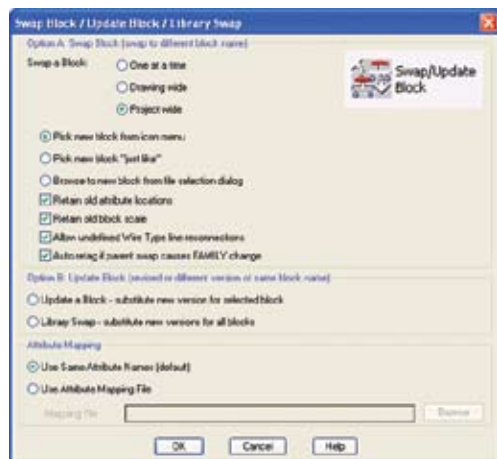 Swap Block / Update Block / Library Swap
Option A: Swap Block (swap to different block name)
Swap a Block:
One at a time
Drawing wide
Project wide
Swap/Update
Block
Pick new block from icon menu
Pick new block "just like"
Browse to new block from file selection dialog
Retain old attribute locations
Retain old block scale
Allow undefined Wire Type line reconnections
Auto retag if parent swap causes FAMILY change
Option B: Update Block (revised or different version of same block name)
Update a Block - substitute new version for selected block
Library Swap - substitute new versions for all blocks
Attribute Mapping
Use Same Attribute Names (default)
Use Attribute Mapping File
Mapping File
Browse
OK
Cancel
Help